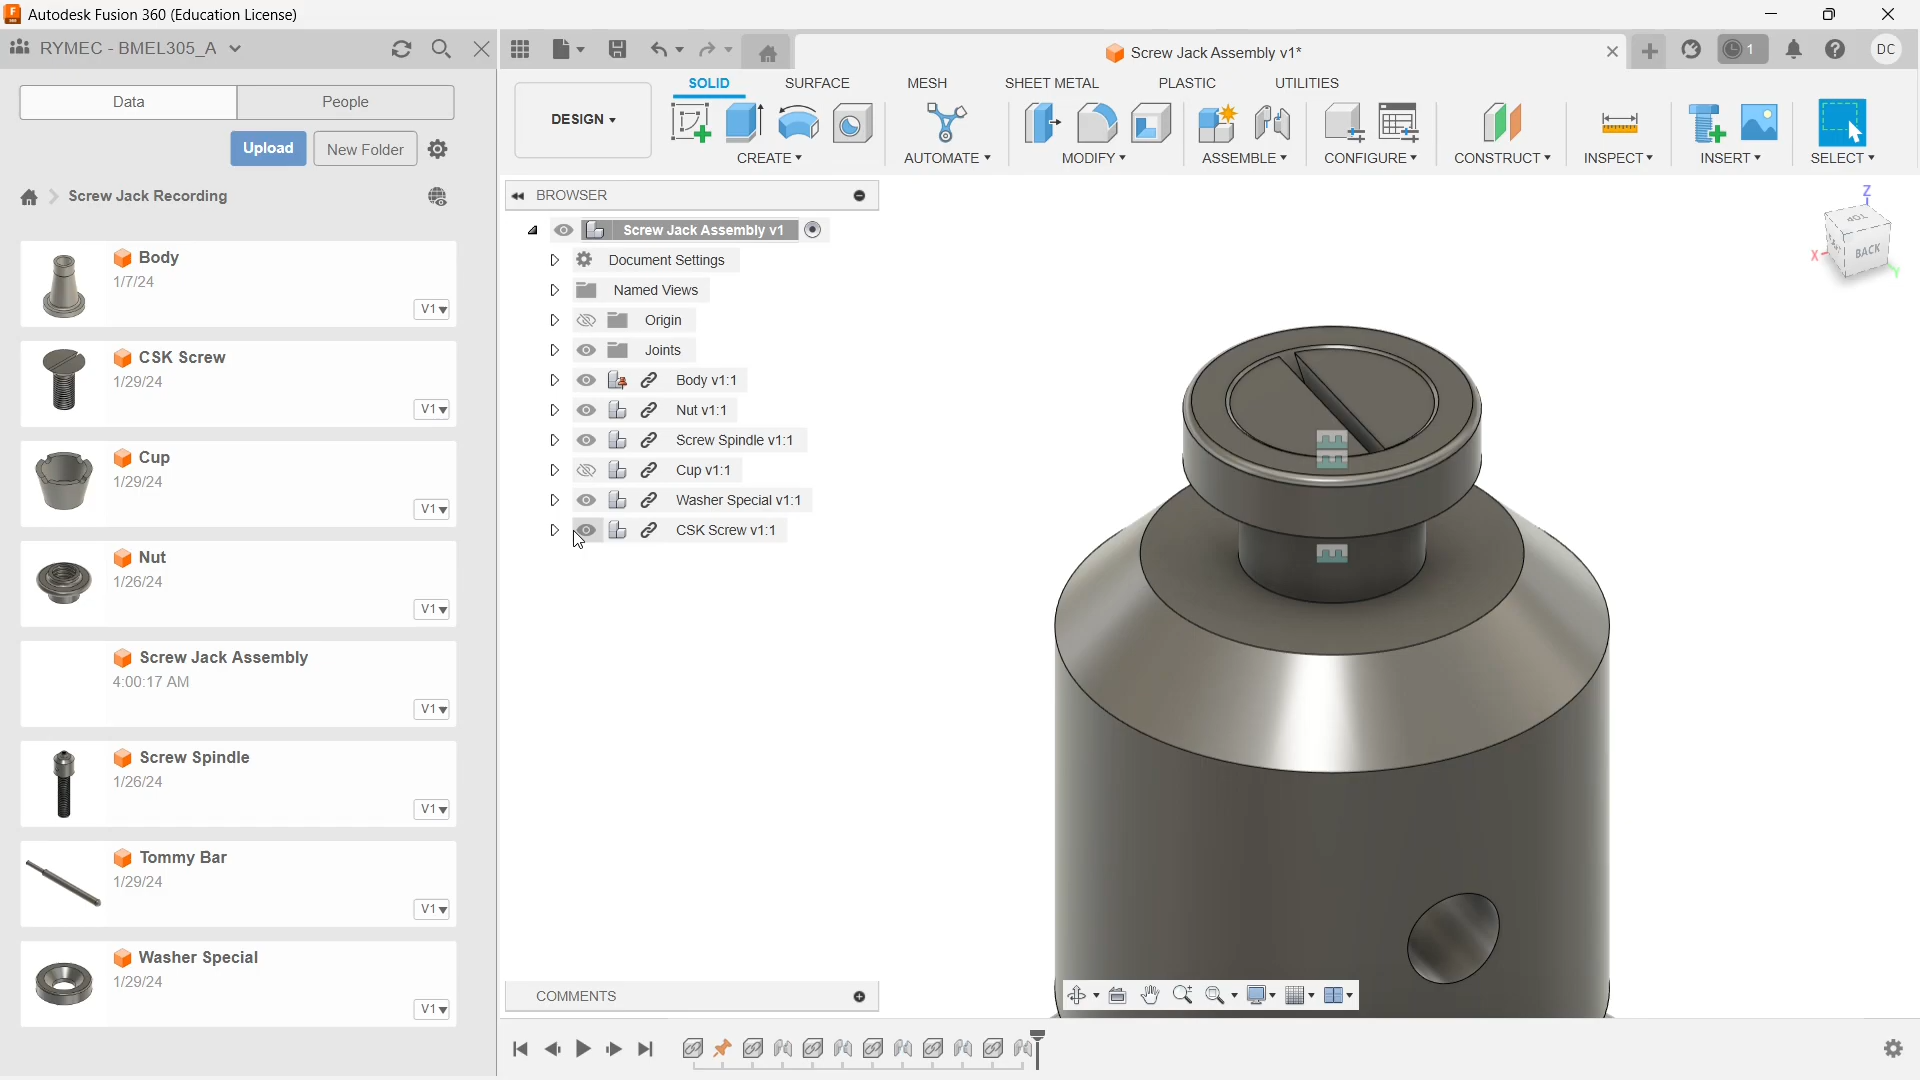 Autodesk Fusion 360 (Education License)
RYMEC - BMEL305_A
Screw Jack Assembly v1*
1
DC
Data
People
Upload
New Folder
Screw Jack Recording
Body
1/7/24
V1
CSK Screw
1/29/24
V1
Cup
1/29/24
V1
Nut
1/26/24
V1
Screw Jack Assembly
4:00:17 AM
V1
Screw Spindle
1/26/24
V1
Tommy Bar
1/29/24
V1
Washer Special
1/29/24
V1
DESIGN
SOLID
SURFACE
MESH
SHEET METAL
PLASTIC
UTILITIES
CREATE
AUTOMATE
MODIFY
ASSEMBLE
CONFIGURE
CONSTRUCT
INSPECT
INSERT
SELECT
BROWSER
Screw Jack Assembly v1
Document Settings
Named Views
Origin
Joints
Body v1:1
Nut v1:1
Screw Spindle v1:1
Cup v1:1
Washer Special v1:1
CSK Screw v1:1
Z
TOP
BACK
X
Y
COMMENTS